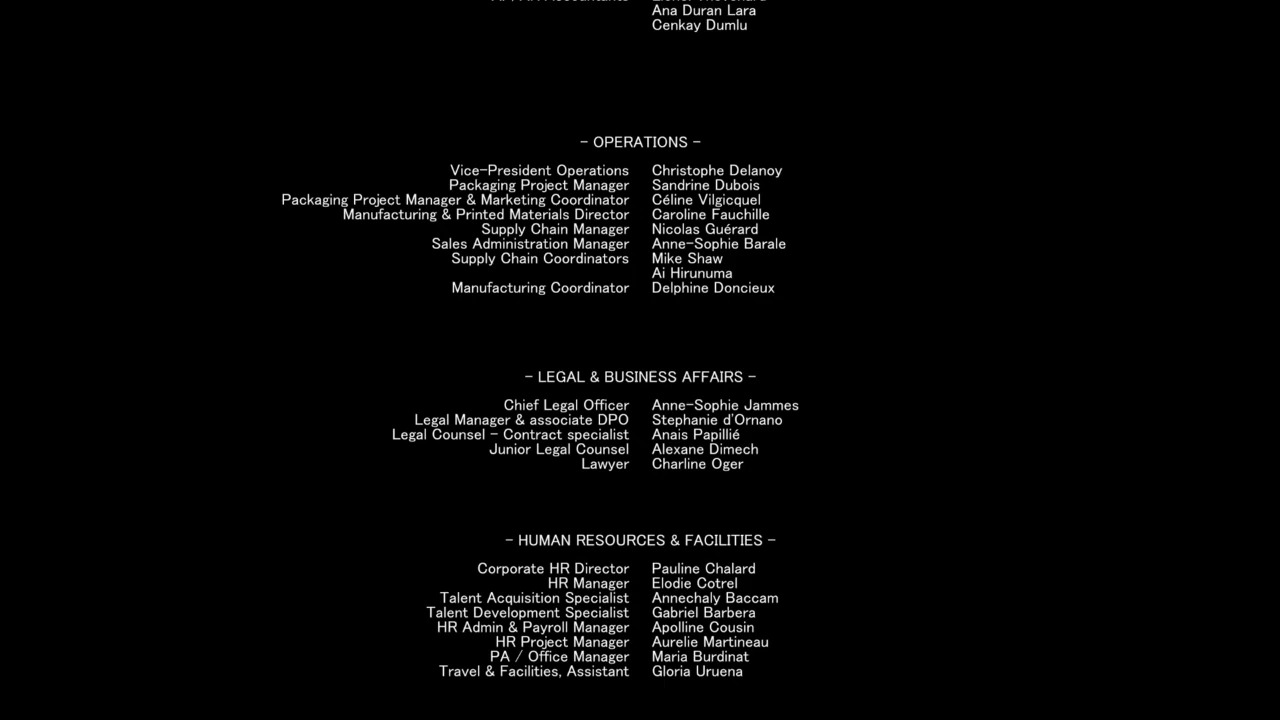 Ana Duran Lara
Cenkay Dumlu
- OPERATIONS -
Vice-President Operations Christophe Delanoy
Packaging Project Manager Sandrine Dubois
Packaging Project Manager & Marketing Coordinator Céline Vilgicquel
Manufacturing & Printed Materials Director Caroline Fauchille
Supply Chain Manager Nicolas Guérard
Sales Administration Manager Anne-Sophie Barale
Supply Chain Coordinators Mike Shaw
Ai Hirunuma
Manufacturing Coordinator Delphine Doncieux
- LEGAL & BUSINESS AFFAIRS -
Chief Legal Officer Anne-Sophie Jammes
Legal Manager & associate DPO Stephanie d'Ornano
Legal Counsel - Contract specialist Anais Papillié
Junior Legal Counsel Alexane Dimech
Lawyer Charline Oger
- HUMAN RESOURCES & FACILITIES -
Corporate HR Director Pauline Chalard
HR Manager Elodie Cotrel
Talent Acquisition Specialist Annechaly Baccam
Talent Development Specialist Gabriel Barbera
HR Admin & Payroll Manager Apolline Cousin
HR Project Manager Aurelie Martineau
PA / Office Manager Maria Burdinat
Travel & Facilities, Assistant Gloria Uruena